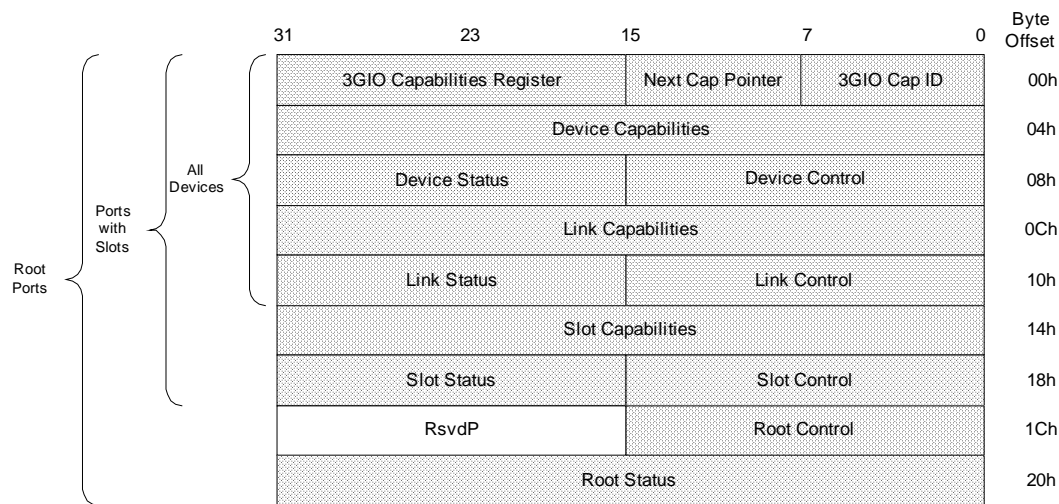 Byte
Offset
31 23 15 7 0
3GIO Capabilities Register Next Cap Pointer 3GIO Cap ID 00h
Device Capabilities 04h
All
Devices
Device Status Device Control 08h
Ports
with
Slots
Link Capabilities 0Ch
Root
Ports
Link Status Link Control 10h
Slot Capabilities 14h
Slot Status Slot Control 18h
RsvdP Root Control 1Ch
Root Status 20h